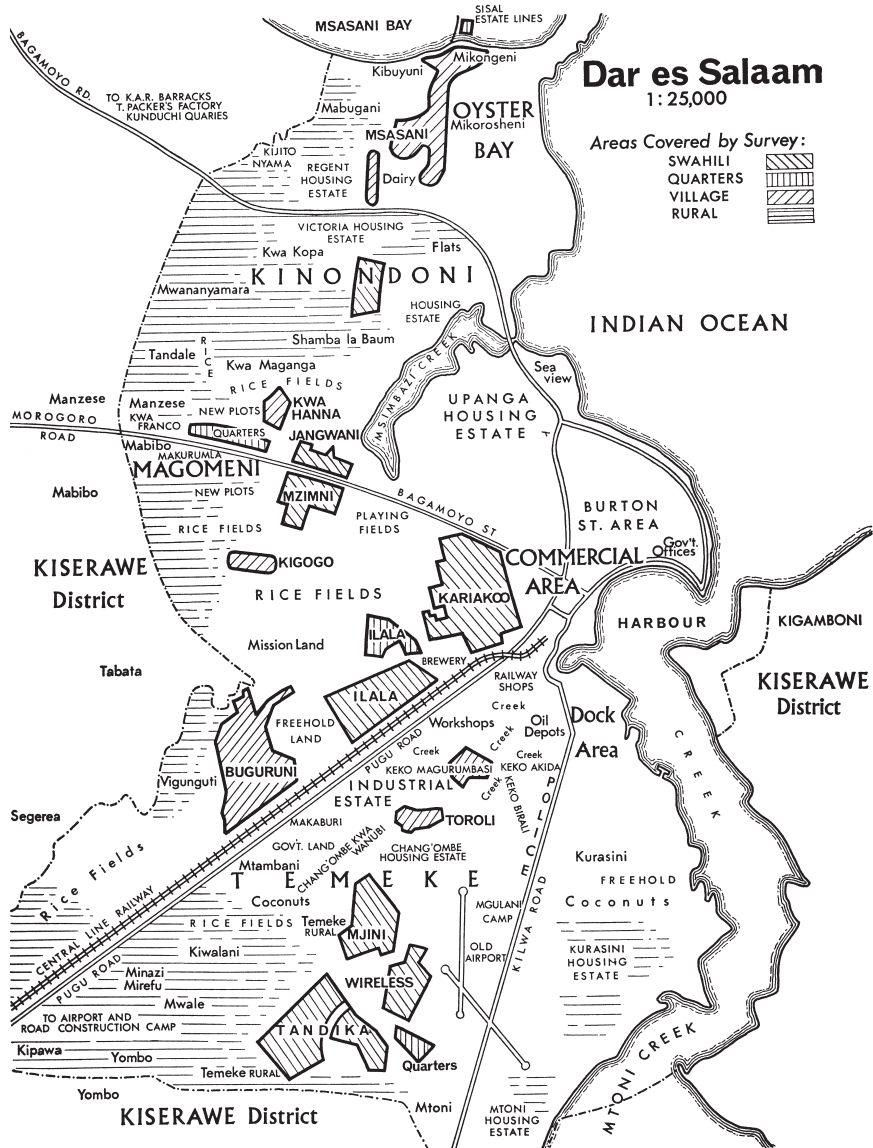 SISAL
ESTATE LINES
MSASANI BAY
BAGAMOYO RD.
Kibuyuni
Mikongeni
Dar es Salaam
1:25,000
TO K.A.R. BARRACKS
T. PACKER'S FACTORY
KUNDUCHI QUARIES
Mabugani
OYSTER
BAY
MSASANI
Mikorosheni
Areas Covered by Survey:
SWAHILI
QUARTERS
VILLAGE
RURAL
KIJITO
NYAMA
REGENT
HOUSING
ESTATE
Dairy
VICTORIA HOUSING
ESTATE
Flats
Kwa Kopa
KINONDONI
Mwananyamara
HOUSING
ESTATE
INDIAN OCEAN
Shamba la Baum
Tandale
RICE
Kwa Maganga
RICE FIELDS
MSIMBAZI CREEK
Sea
view
UPANGA
HOUSING
ESTATE
Manzese
Manzese
KWA
FRANCO
NEW PLOTS
KWA
HANNA
MOROGORO
ROAD
QUARTERS
JANGWANI
Mabibo
MAKURUMLA
MAGOMENI
Mabibo
NEW PLOTS
MZIMNI
BAGAMOYO ST
PLAYING
FIELDS
RICE FIELDS
BURTON
ST. AREA
Gov't.
Offices
COMMERCIAL
AREA
KISERAWE
District
KIGOGO
RICE FIELDS
KARIAKOO
HARBOUR
KIGAMBONI
ILALA
Mission Land
BREWERY
Tabata
RAILWAY
SHOPS
KISERAWE
District
ILALA
Creek
FREEHOLD
LAND
Workshops
Oil
Depots
Dock
Area
CREEK
PUGU ROAD
Creek
Creek
Creek
BUGURUNI
KEKO MAGURUMBASI
KEKO AKIDA
Vigunguti
INDUSTRIAL
ESTATE
Creek
KEKO BIRALI
POLICE
Segerea
MAKABURI
TOROLI
GOV'T. LAND
CHANG'OMBE KWA
WANUBI
CHANG'OMBE
HOUSING ESTATE
Rice Fields
Mtambani
Kurasini
TEMEKE
FREEHOLD
Coconuts
Coconuts
MGULANI
CAMP
RICE FIELDS
Temeke
RURAL
MJINI
KILWA ROAD
CENTRAL LINE RAILWAY
Kiwalani
OLD
AIRPORT
KURASINI
HOUSING
ESTATE
PUGU ROAD
Minazi
Mirefu
WIRELESS
Mwale
TO AIRPORT AND
ROAD CONSTRUCTION CAMP
TANDIKA
Kipawa
Yombo
MTONI CREEK
Temeke RURAL
Quarters
Yombo
KISERAWE District
Mtoni
MTONI
HOUSING
ESTATE